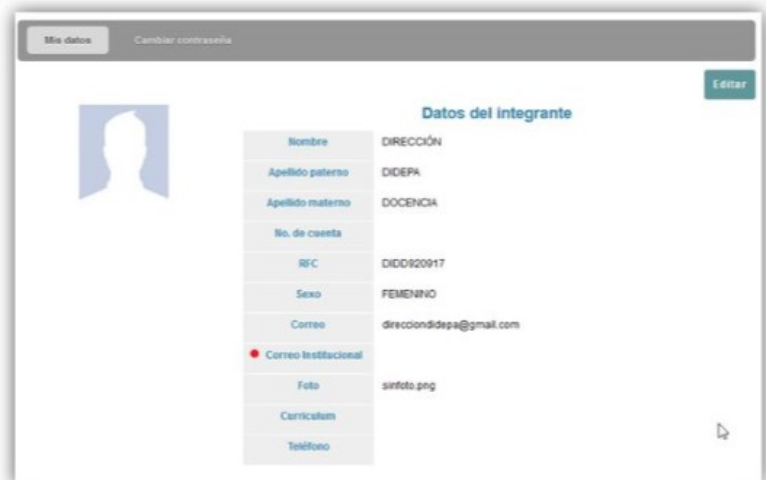 Mis datos Cambiar contraseña
Editar
Datos del integrante
Nombre DIRECCIÓN
Apellido paterno DIDEPA
Apellido materno DOCENCIA
No. de cuenta
RFC DIDD920917
Sexo FEMENINO
Correo direcciondidepa@gmail.com
Correo Institucional
Foto sinfoto.png
Curriculum
Teléfono